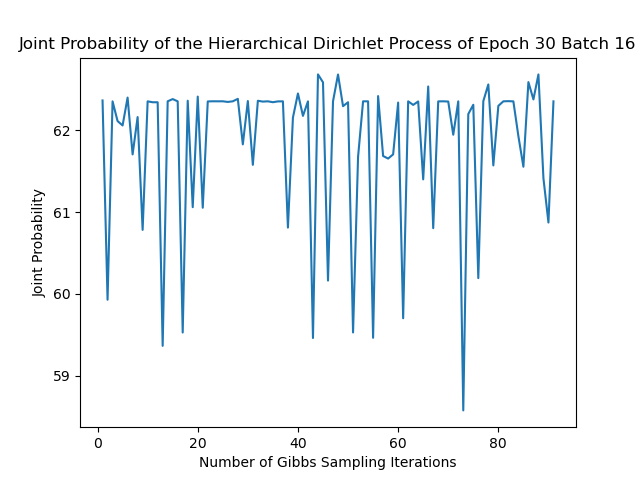 Joint Probability of the Hierarchical Dirichlet Process of Epoch 30 Batch 16
Joint Probability
62
61
60
59
0 20 40 60 80
Number of Gibbs Sampling Iterations